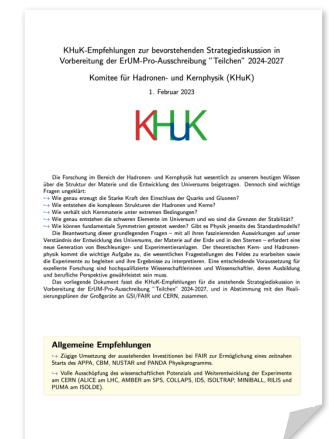 KHuK-Empfehlungen zur bevorstehenden Strategiediskussion in
Vorbereitung der ErUM-Pro-Ausschreibung "Teilchen" 2024-2027
Komitee für Hadronen- und Kernphysik (KHuK)
1. Februar 2023
KHuK
Die Forschung im Bereich der Hadronen- und Kernphysik hat wesentlich zu unserem heutigen Wissen
über die Struktur der Materie und die Entwicklung des Universums beigetragen. Dennoch sind wichtige
Fragen ungeklärt:
↪ Wie genau erzeugt die Starke Kraft den Einschluss der Quarks und Gluonen?
↪ Wie entstehen die komplexen Strukturen der Hadronen und Kerne?
↪ Wie verhält sich Kernmaterie unter extremen Bedingungen?
↪ Wie genau entstehen die schweren Elemente im Universum und wo sind die Grenzen der Stabilität?
↪ Wie können fundamentale Symmetrien getestet werden? Gibt es Physik jenseits des Standardmodells?
Die Beantwortung dieser grundlegenden Fragen – mit all ihren faszinierenden Auswirkungen auf unser
Verständnis der Entwicklung des Universums, der Materie auf der Erde und in den Sternen – erfordert eine
neue Generation von Beschleuniger- und Experimentieranlagen. Der theoretischen Kern- und Hadronen-
physik kommt die wichtige Aufgabe zu, die wesentlichen Fragestellungen des Feldes zu erarbeiten sowie
die Experimente zu begleiten und ihre Ergebnisse zu interpretieren. Eine entscheidende Voraussetzung für
exzellente Forschung sind hochqualifizierte Wissenschaftlerinnen und Wissenschaftler, deren Ausbildung
und berufliche Perspektive gewährleistet sein muss.
Das vorliegende Dokument fasst die KHuK-Empfehlungen für die anstehende Strategiediskussion in
Vorbereitung der ErUM-Pro-Ausschreibung "Teilchen" 2024-2027, und in Abstimmung mit den Reali-
sierungsplänen der Großgeräte an GSI/FAIR und CERN, zusammen.
Allgemeine Empfehlungen
↪ Zügige Umsetzung der ausstehenden Investitionen bei FAIR zur Ermöglichung eines zeitnahen
Starts des APPA, CBM, NUSTAR und PANDA Physikprogramms.
↪ Volle Ausschöpfung des wissenschaftlichen Potenzials und Weiterentwicklung der Experimente
am CERN (ALICE am LHC, AMBER am SPS, COLLAPS, IDS, ISOLTRAP, MINIBALL, RILIS und
PUMA am ISOLDE).